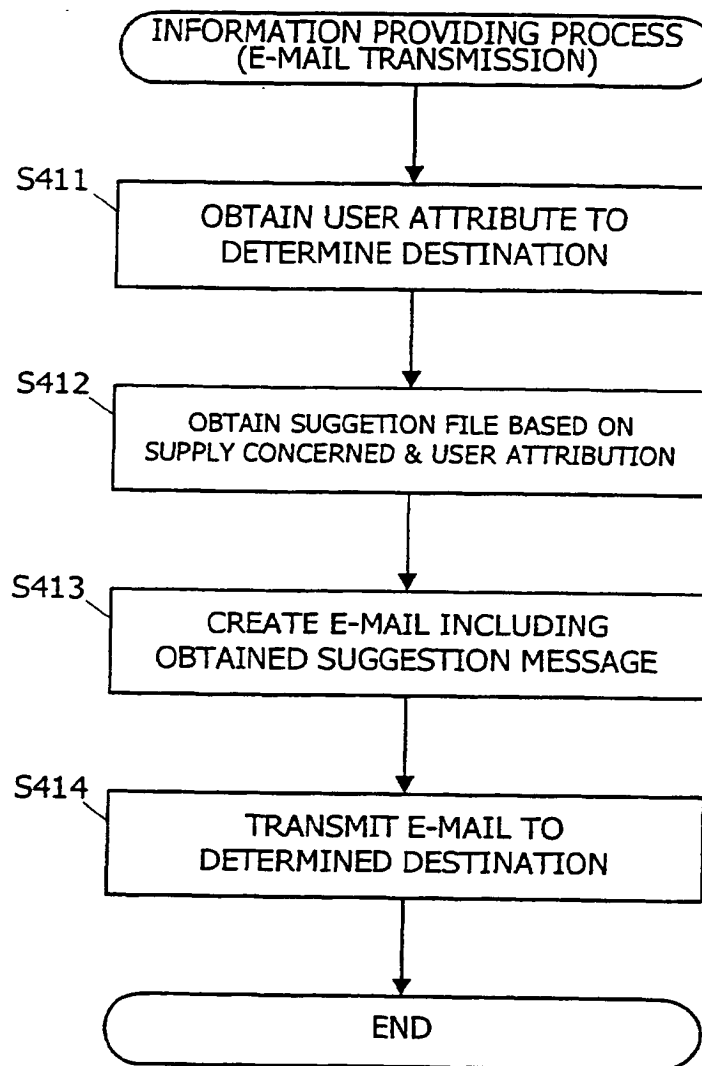 INFORMATION PROVIDING PROCESS
(E-MAIL TRANSMISSION)
S411
OBTAIN USER ATTRIBUTE TO
DETERMINE DESTINATION
S412
OBTAIN SUGGETION FILE BASED ON
SUPPLY CONCERNED & USER ATTRIBUTION
S413
CREATE E-MAIL INCLUDING
OBTAINED SUGGESTION MESSAGE
S414
TRANSMIT E-MAIL TO
DETERMINED DESTINATION
END